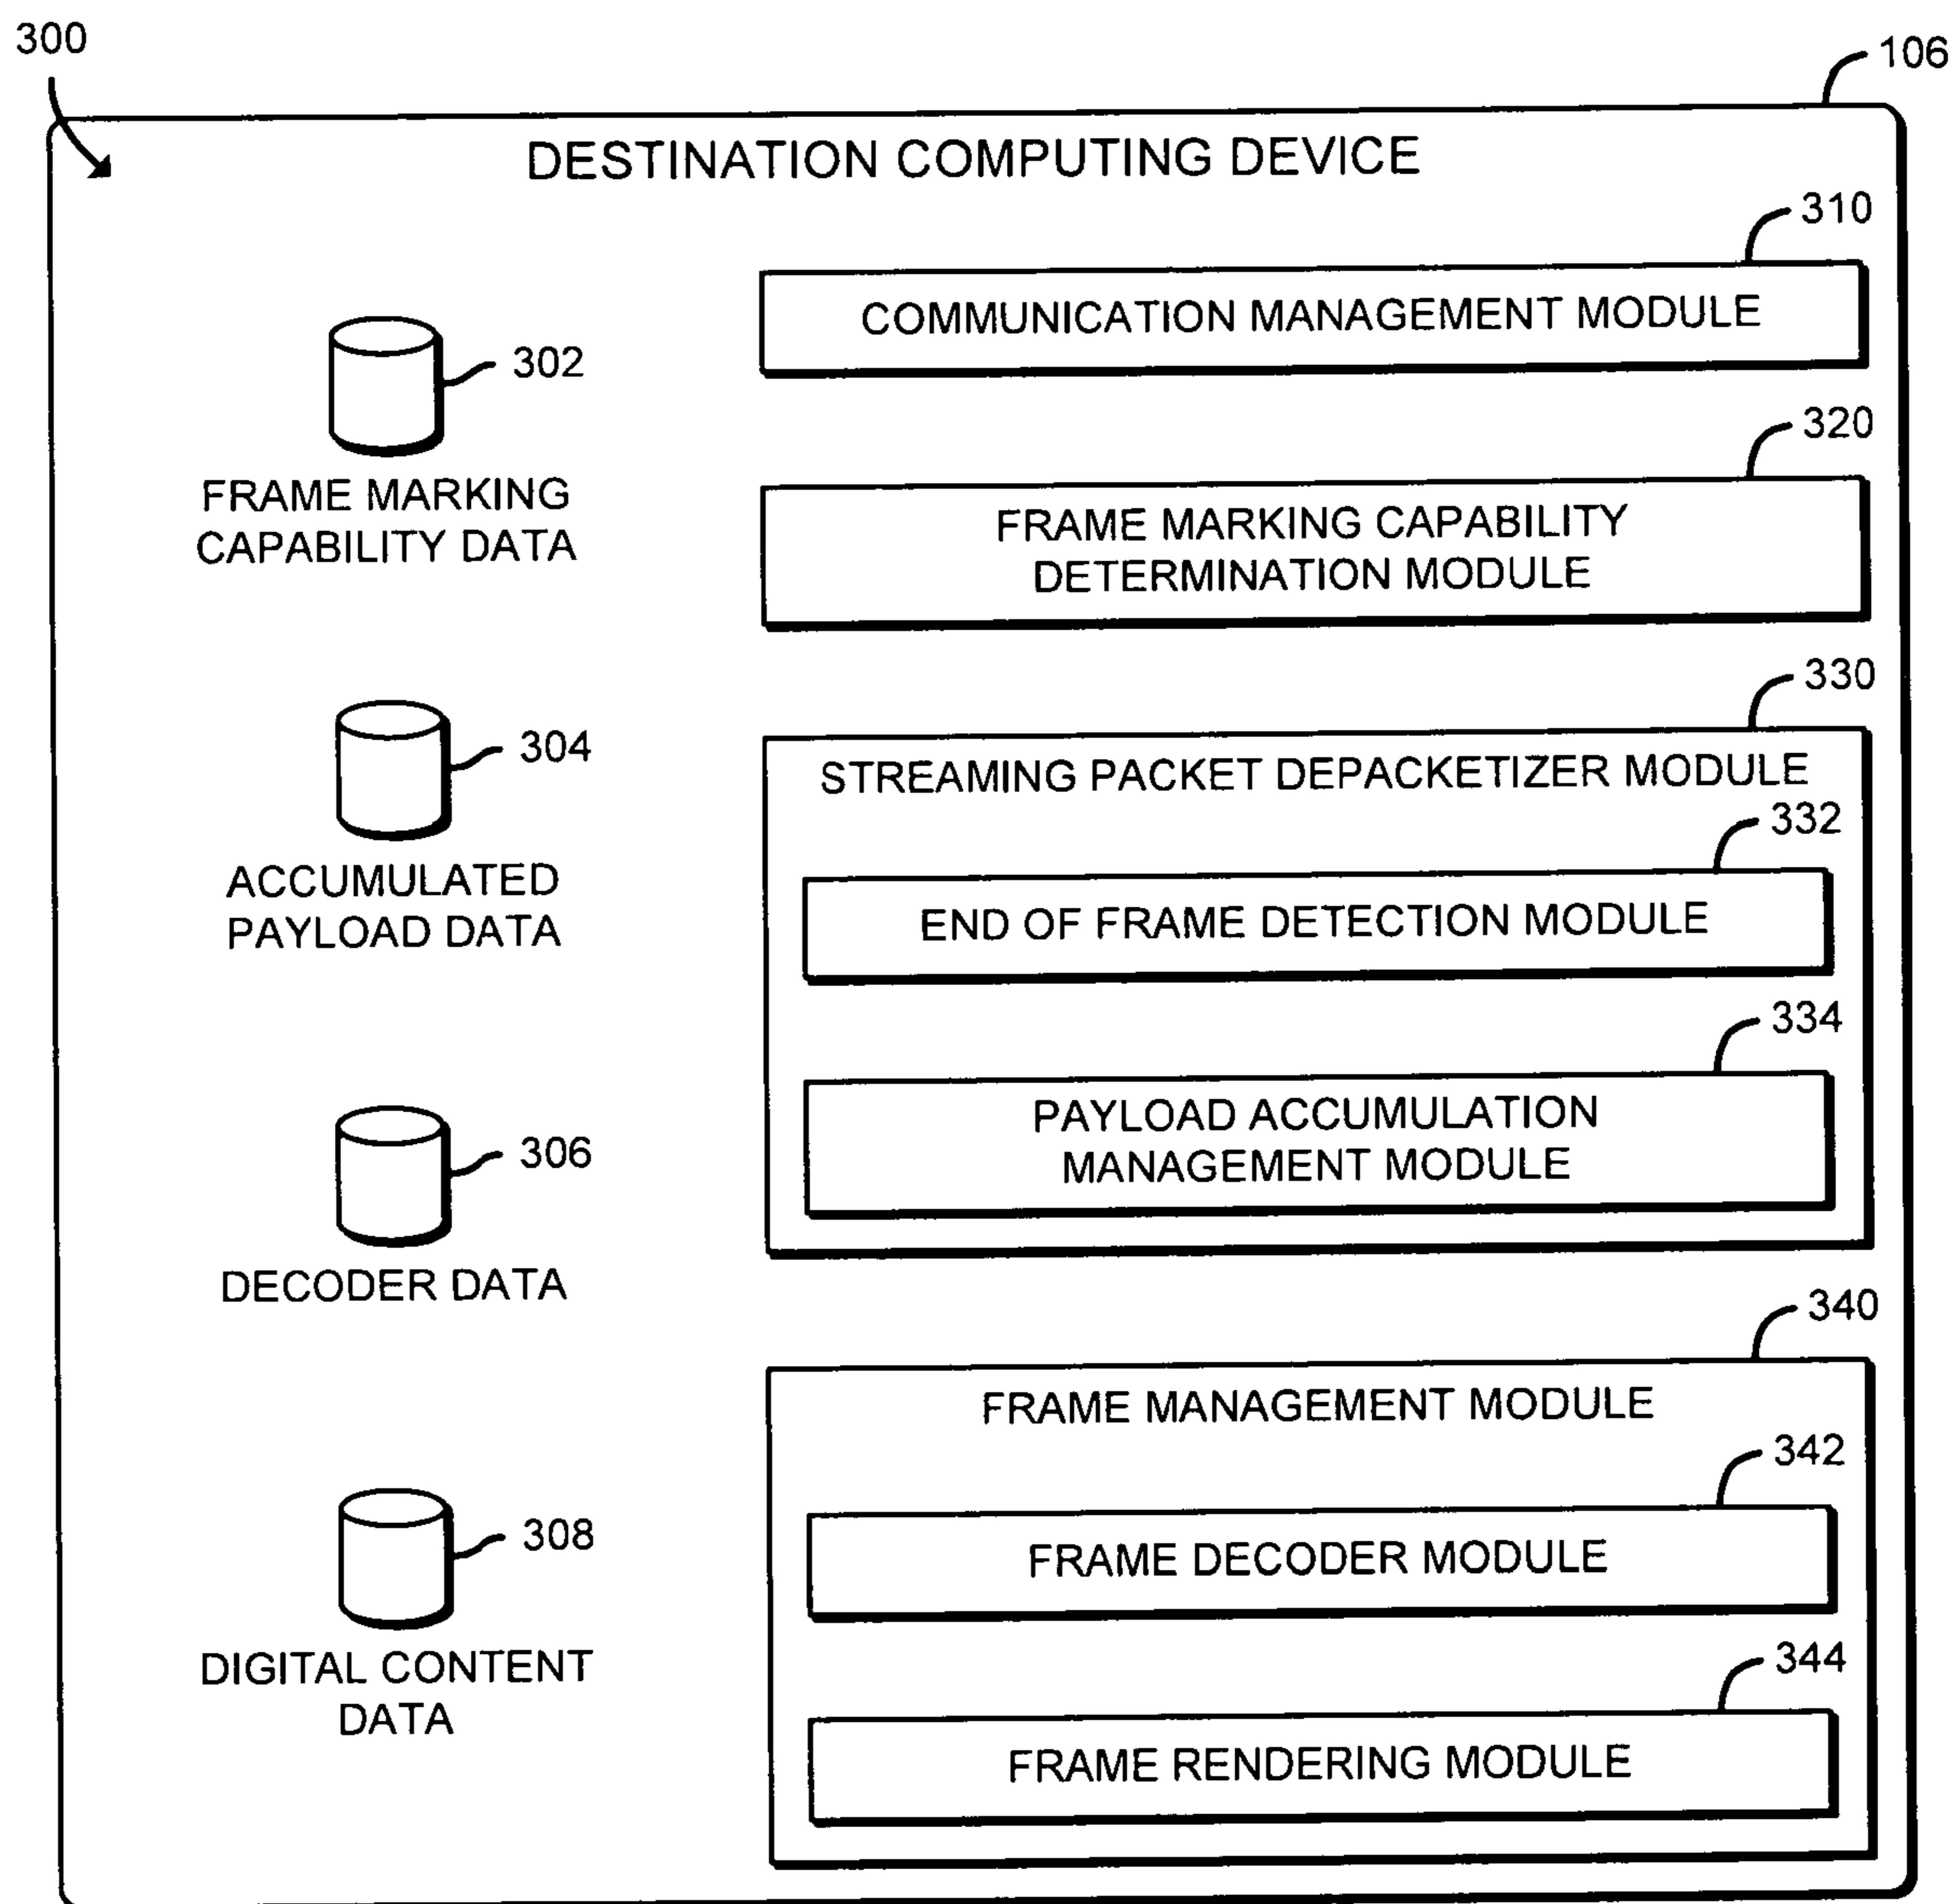 300
106
DESTINATION COMPUTING DEVICE
310
COMMUNICATION MANAGEMENT MODULE
302
FRAME MARKING
CAPABILITY DATA
320
FRAME MARKING CAPABILITY
DETERMINATION MODULE
304
ACCUMULATED
PAYLOAD DATA
330
STREAMING PACKET DEPACKETIZER MODULE
332
END OF FRAME DETECTION MODULE
334
PAYLOAD ACCUMULATION
MANAGEMENT MODULE
306
DECODER DATA
340
FRAME MANAGEMENT MODULE
342
FRAME DECODER MODULE
308
DIGITAL CONTENT
DATA
344
FRAME RENDERING MODULE